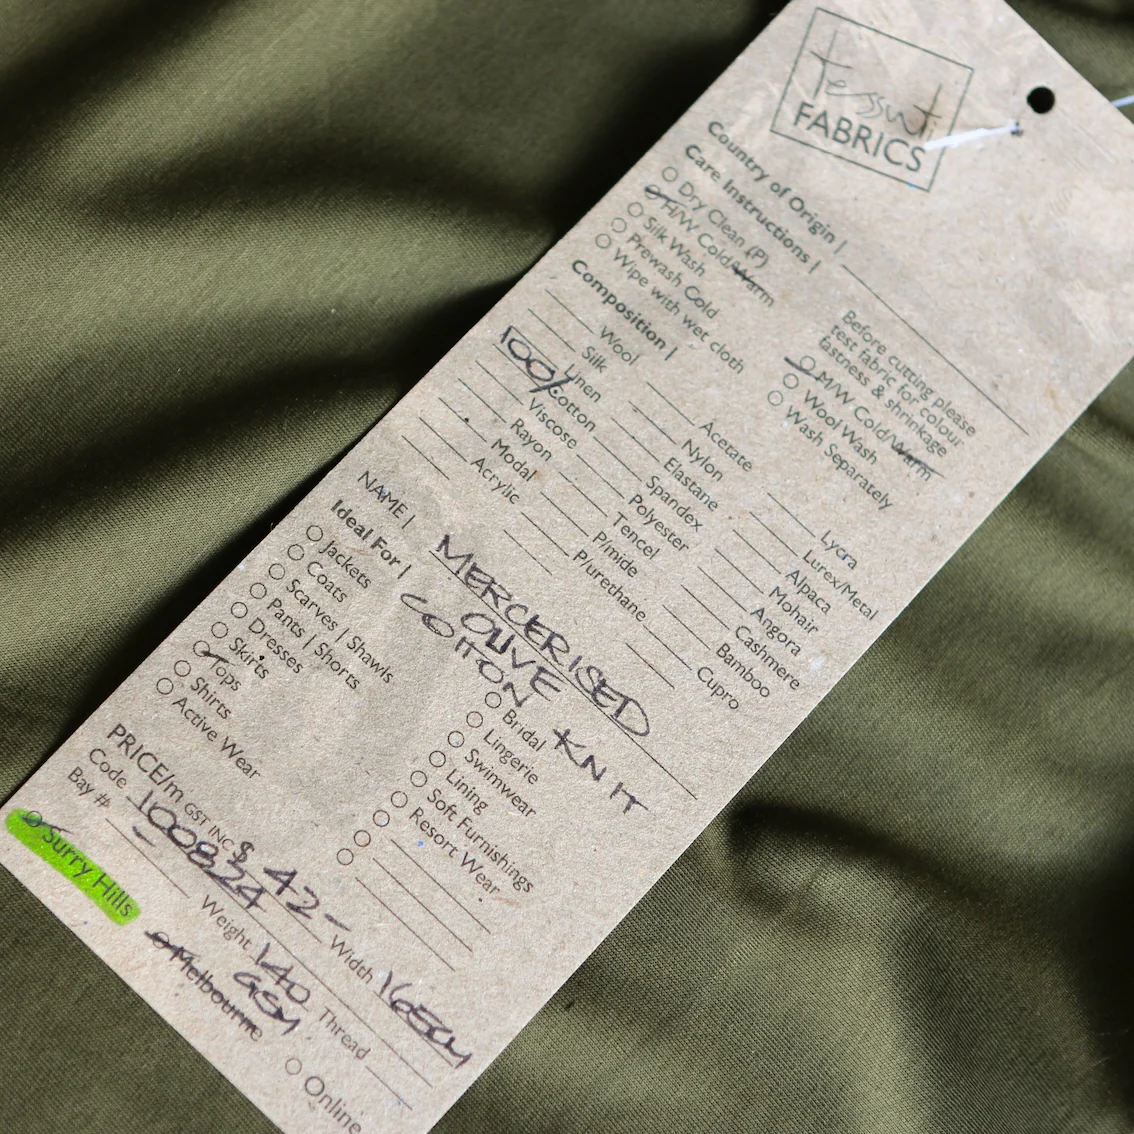 tessuti
FABRICS
Country of Origin |
Care Instructions |
Dry Clean (P)
H/W Cold/Warm
Silk Wash
Prewash Cold
Wipe with wet cloth
Before cutting please
test fabric for colour
fastness & shrinkage
M/W Cold/Warm
Wool Wash
Wash Separately
Composition |
Wool
Silk
Linen
100% Cotton
Viscose
Rayon
Modal
Acrylic
Acetate
Nylon
Elastane
Spandex
Polyester
Tencel
P/mide
P/urethane
Lycra
Lurex/Metal
Alpaca
Mohair
Angora
Cashmere
Bamboo
Cupro
NAME | MERCERISED
OLIVE
COTTON KNIT
Ideal For |
Jackets
Coats
Scarves | Shawls
Pants | Shorts
Dresses
Skirts
Tops
Shirts
Active Wear
Bridal
Lingerie
Swimwear
Lining
Soft Furnishings
Resort Wear
PRICE/m GST INC $ 42-
Code 100824 Width 165cm
Bay # Weight 140 GSM Thread
Surry Hills Melbourne Online